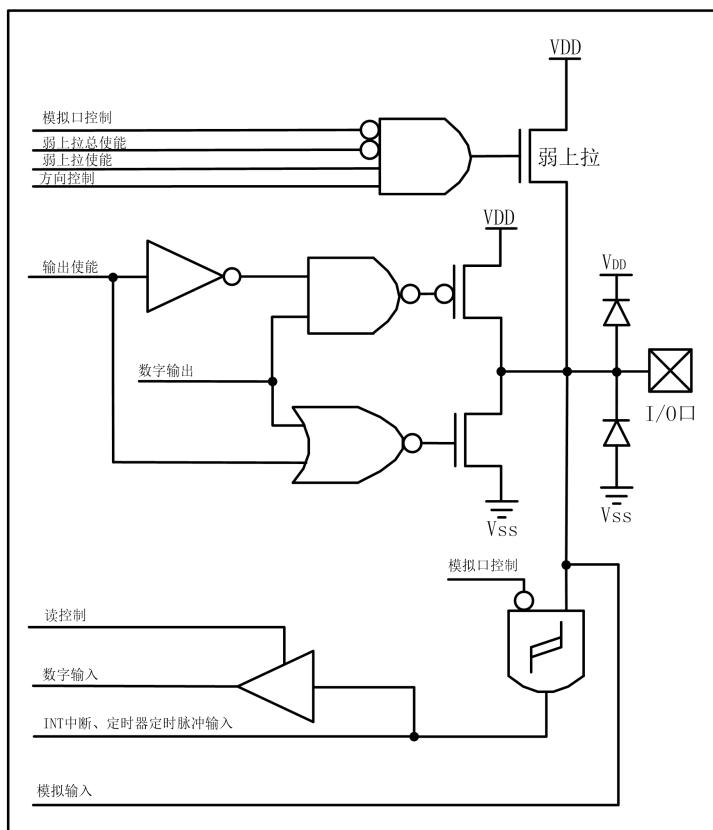 VDD
模拟口控制
弱上拉总使能
弱上拉使能
方向控制
弱上拉
VDD
输出使能
VDD
数字输出
I/O口
Vss
Vss
模拟口控制
读控制
数字输入
INT中断、定时器定时脉冲输入
模拟输入